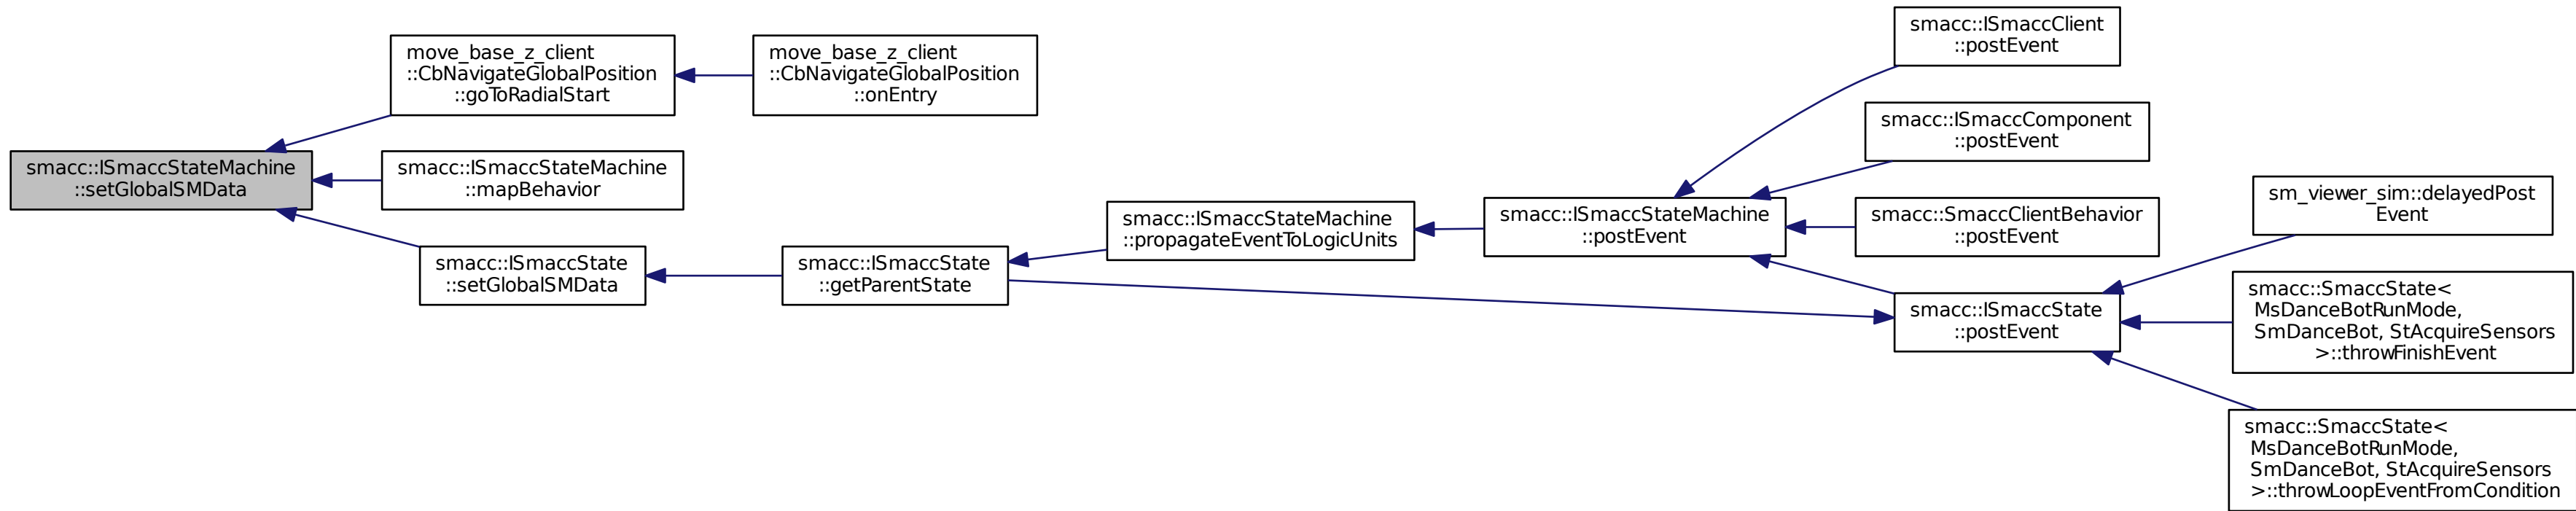 smacc::ISmaccStateMachine
::setGlobalSMData
move_base_z_client
::CbNavigateGlobalPosition
::goToRadialStart
move_base_z_client
::CbNavigateGlobalPosition
::onEntry
smacc::ISmaccStateMachine
::mapBehavior
smacc::ISmaccState
::setGlobalSMData
smacc::ISmaccState
::getParentState
smacc::ISmaccStateMachine
::propagateEventToLogicUnits
smacc::ISmaccStateMachine
::postEvent
smacc::ISmaccClient
::postEvent
smacc::ISmaccComponent
::postEvent
smacc::SmaccClientBehavior
::postEvent
smacc::ISmaccState
::postEvent
sm_viewer_sim::delayedPost
Event
smacc::SmaccState<
MsDanceBotRunMode,
SmDanceBot, StAcquireSensors
>::throwFinishEvent
smacc::SmaccState<
MsDanceBotRunMode,
SmDanceBot, StAcquireSensors
>::throwLoopEventFromCondition